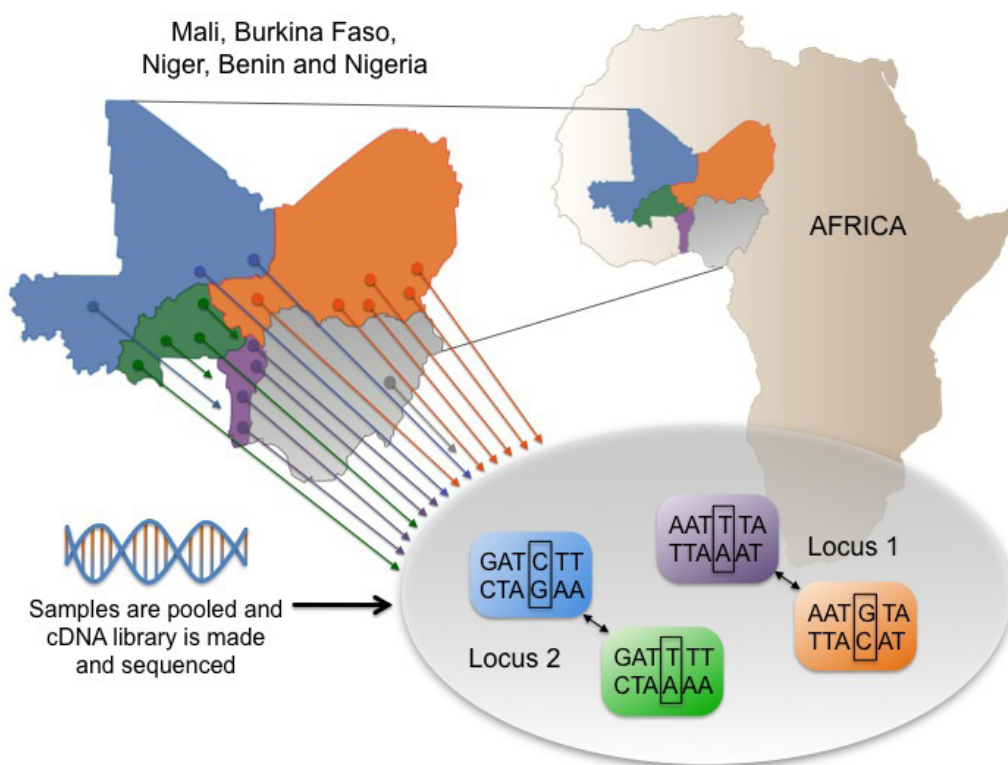 Mali, Burkina Faso,
Niger, Benin and Nigeria
AFRICA
Samples are pooled and
cDNA library is made
and sequenced
GAT C TT
CTA G AA
Locus 2
GAT T TT
CTA A AA
AAT T TA
TTA A AT
Locus 1
AAT G TA
TTA C AT